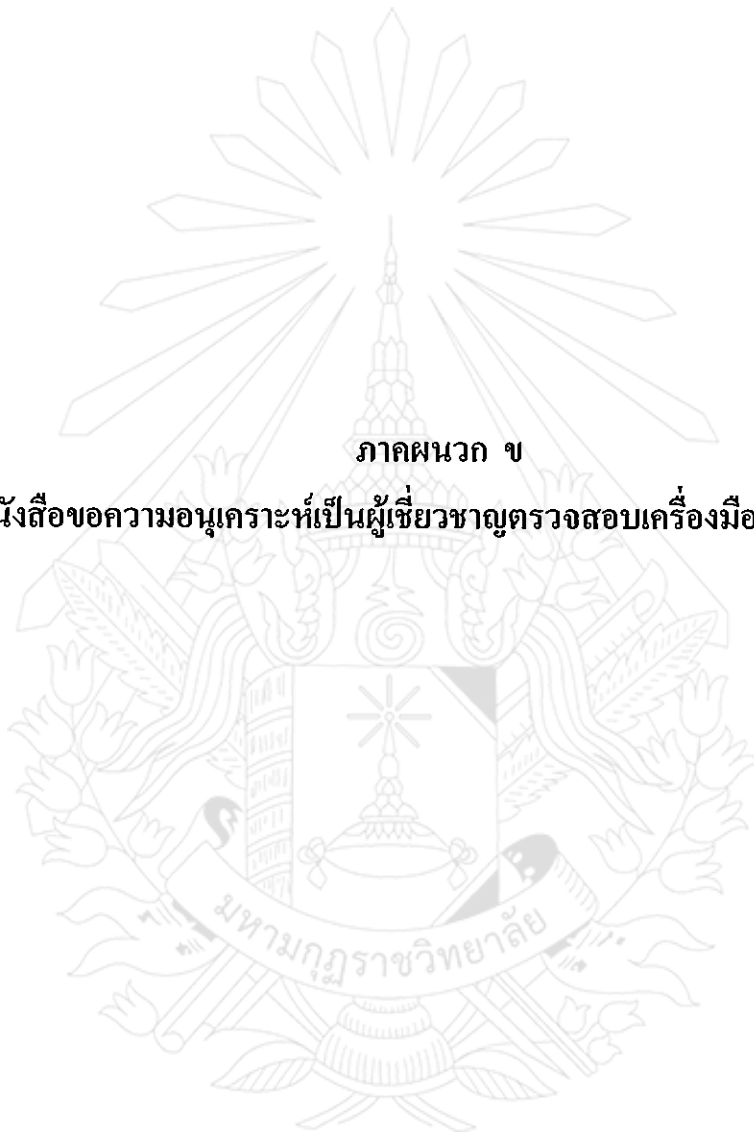 ภาคผนวก ข
นังสือขอความอนุเคราะห์เป็นผู้เชี่ยวชาญตรวจสอบเครื่องมือ
มหามกุฏราชวิทยาลัย